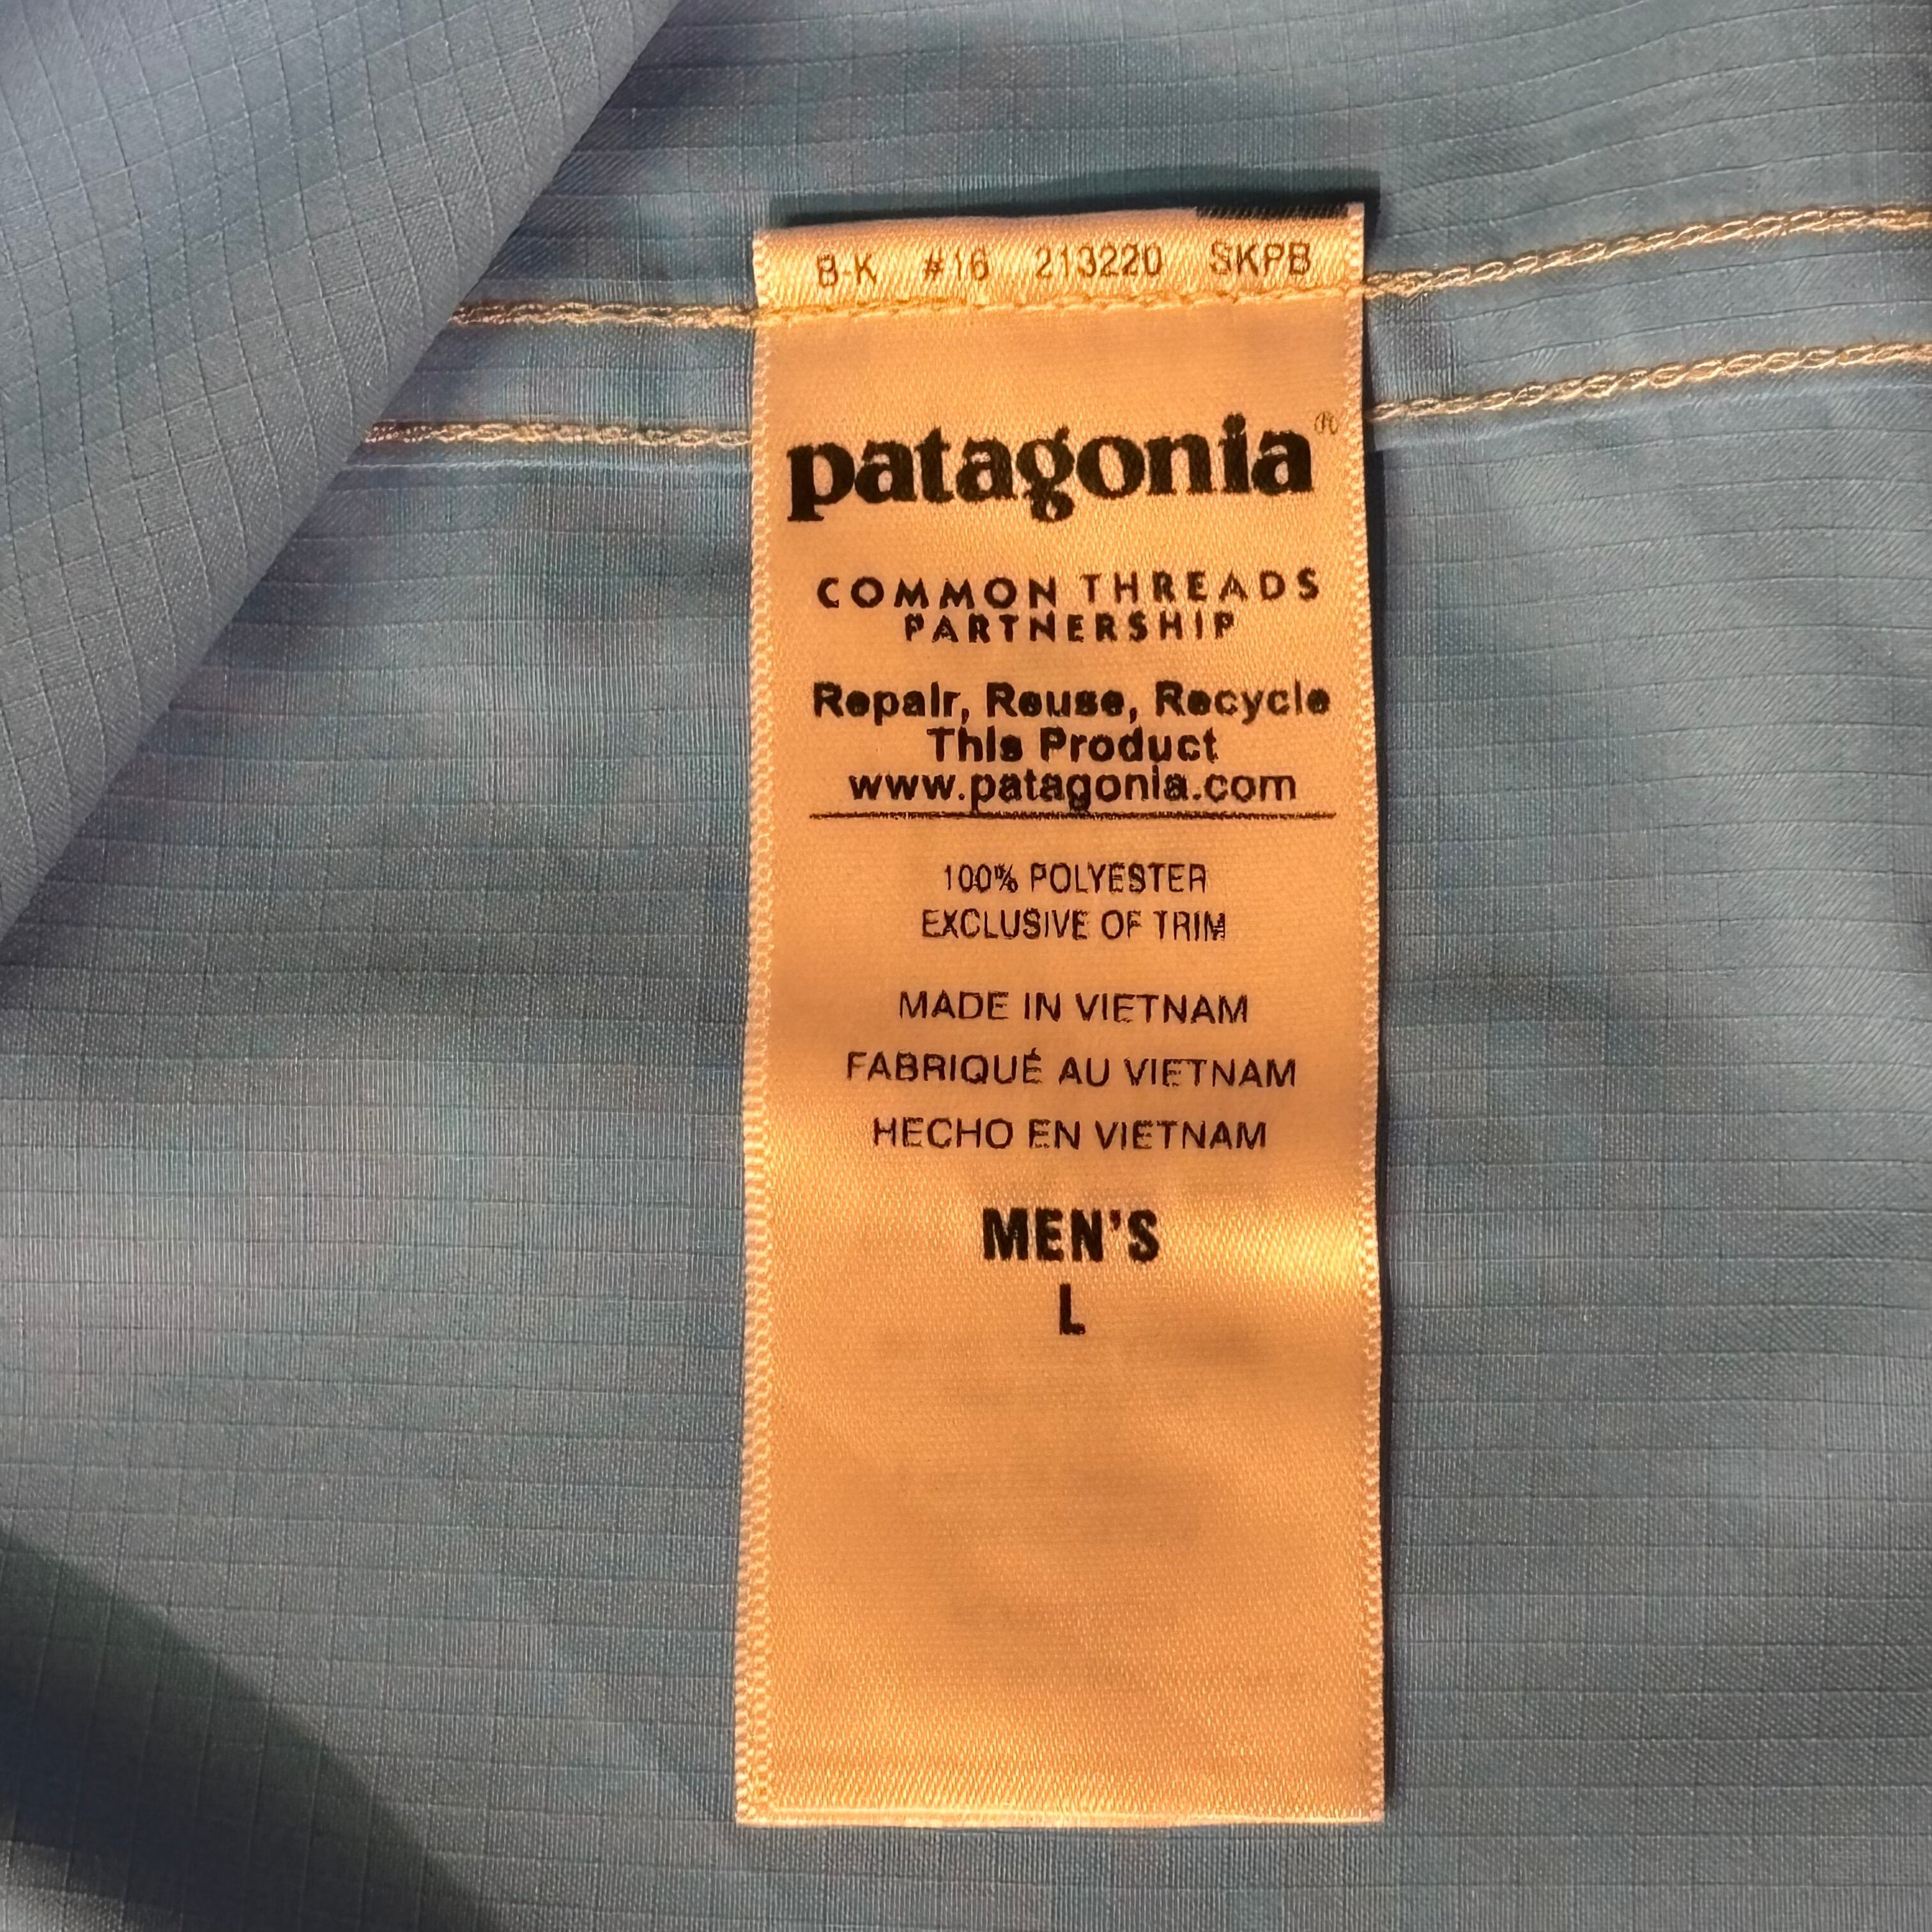 B-K #16 213220 SKPB
patagonia®
COMMON THREADS
PARTNERSHIP
Repair, Reuse, Recycle
This Product
www.patagonia.com
100% POLYESTER
EXCLUSIVE OF TRIM
MADE IN VIETNAM
FABRIQUÉ AU VIETNAM
HECHO EN VIETNAM
MEN'S
L